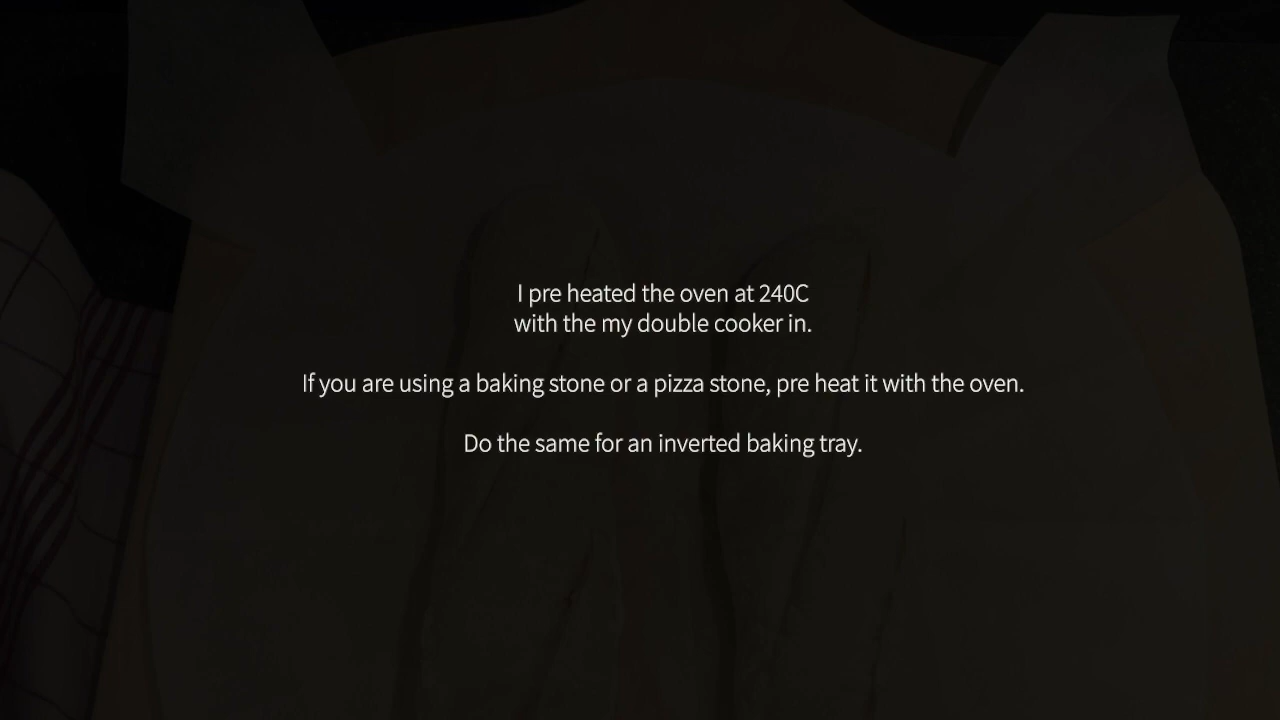 I pre heated the oven at 240C
with the my double cooker in.
If you are using a baking stone or a pizza stone, pre heat it with the oven.
Do the same for an inverted baking tray.